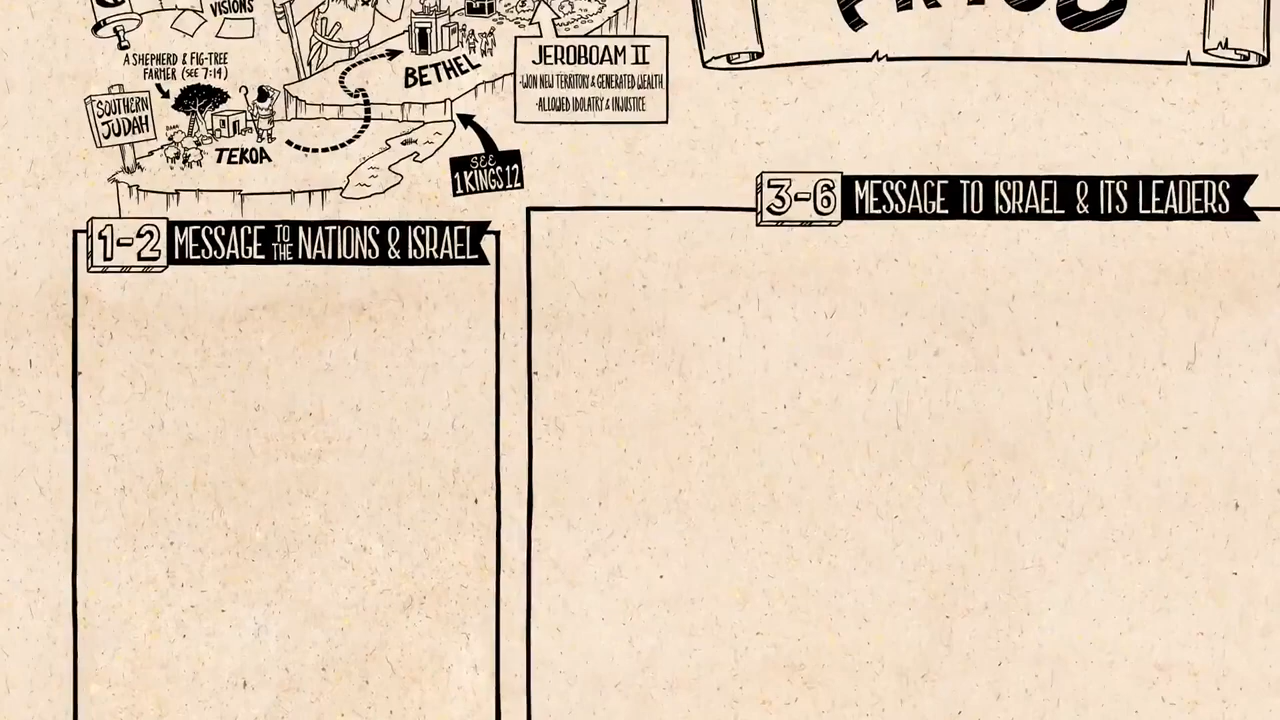 VISIONS
A SHEPHERD & FIG-TREE
FARMER (SEE 7:14)
SOUTHERN
JUDAH
TEKOA
BETHEL
JEROBOAM II
·WON NEW TERRITORY & GENERATED WEALTH
·ALLOWED IDOLATRY & INJUSTICE
SEE
1 KINGS 12
1-2 MESSAGE TO THE NATIONS & ISRAEL
3-6 MESSAGE TO ISRAEL & ITS LEADERS